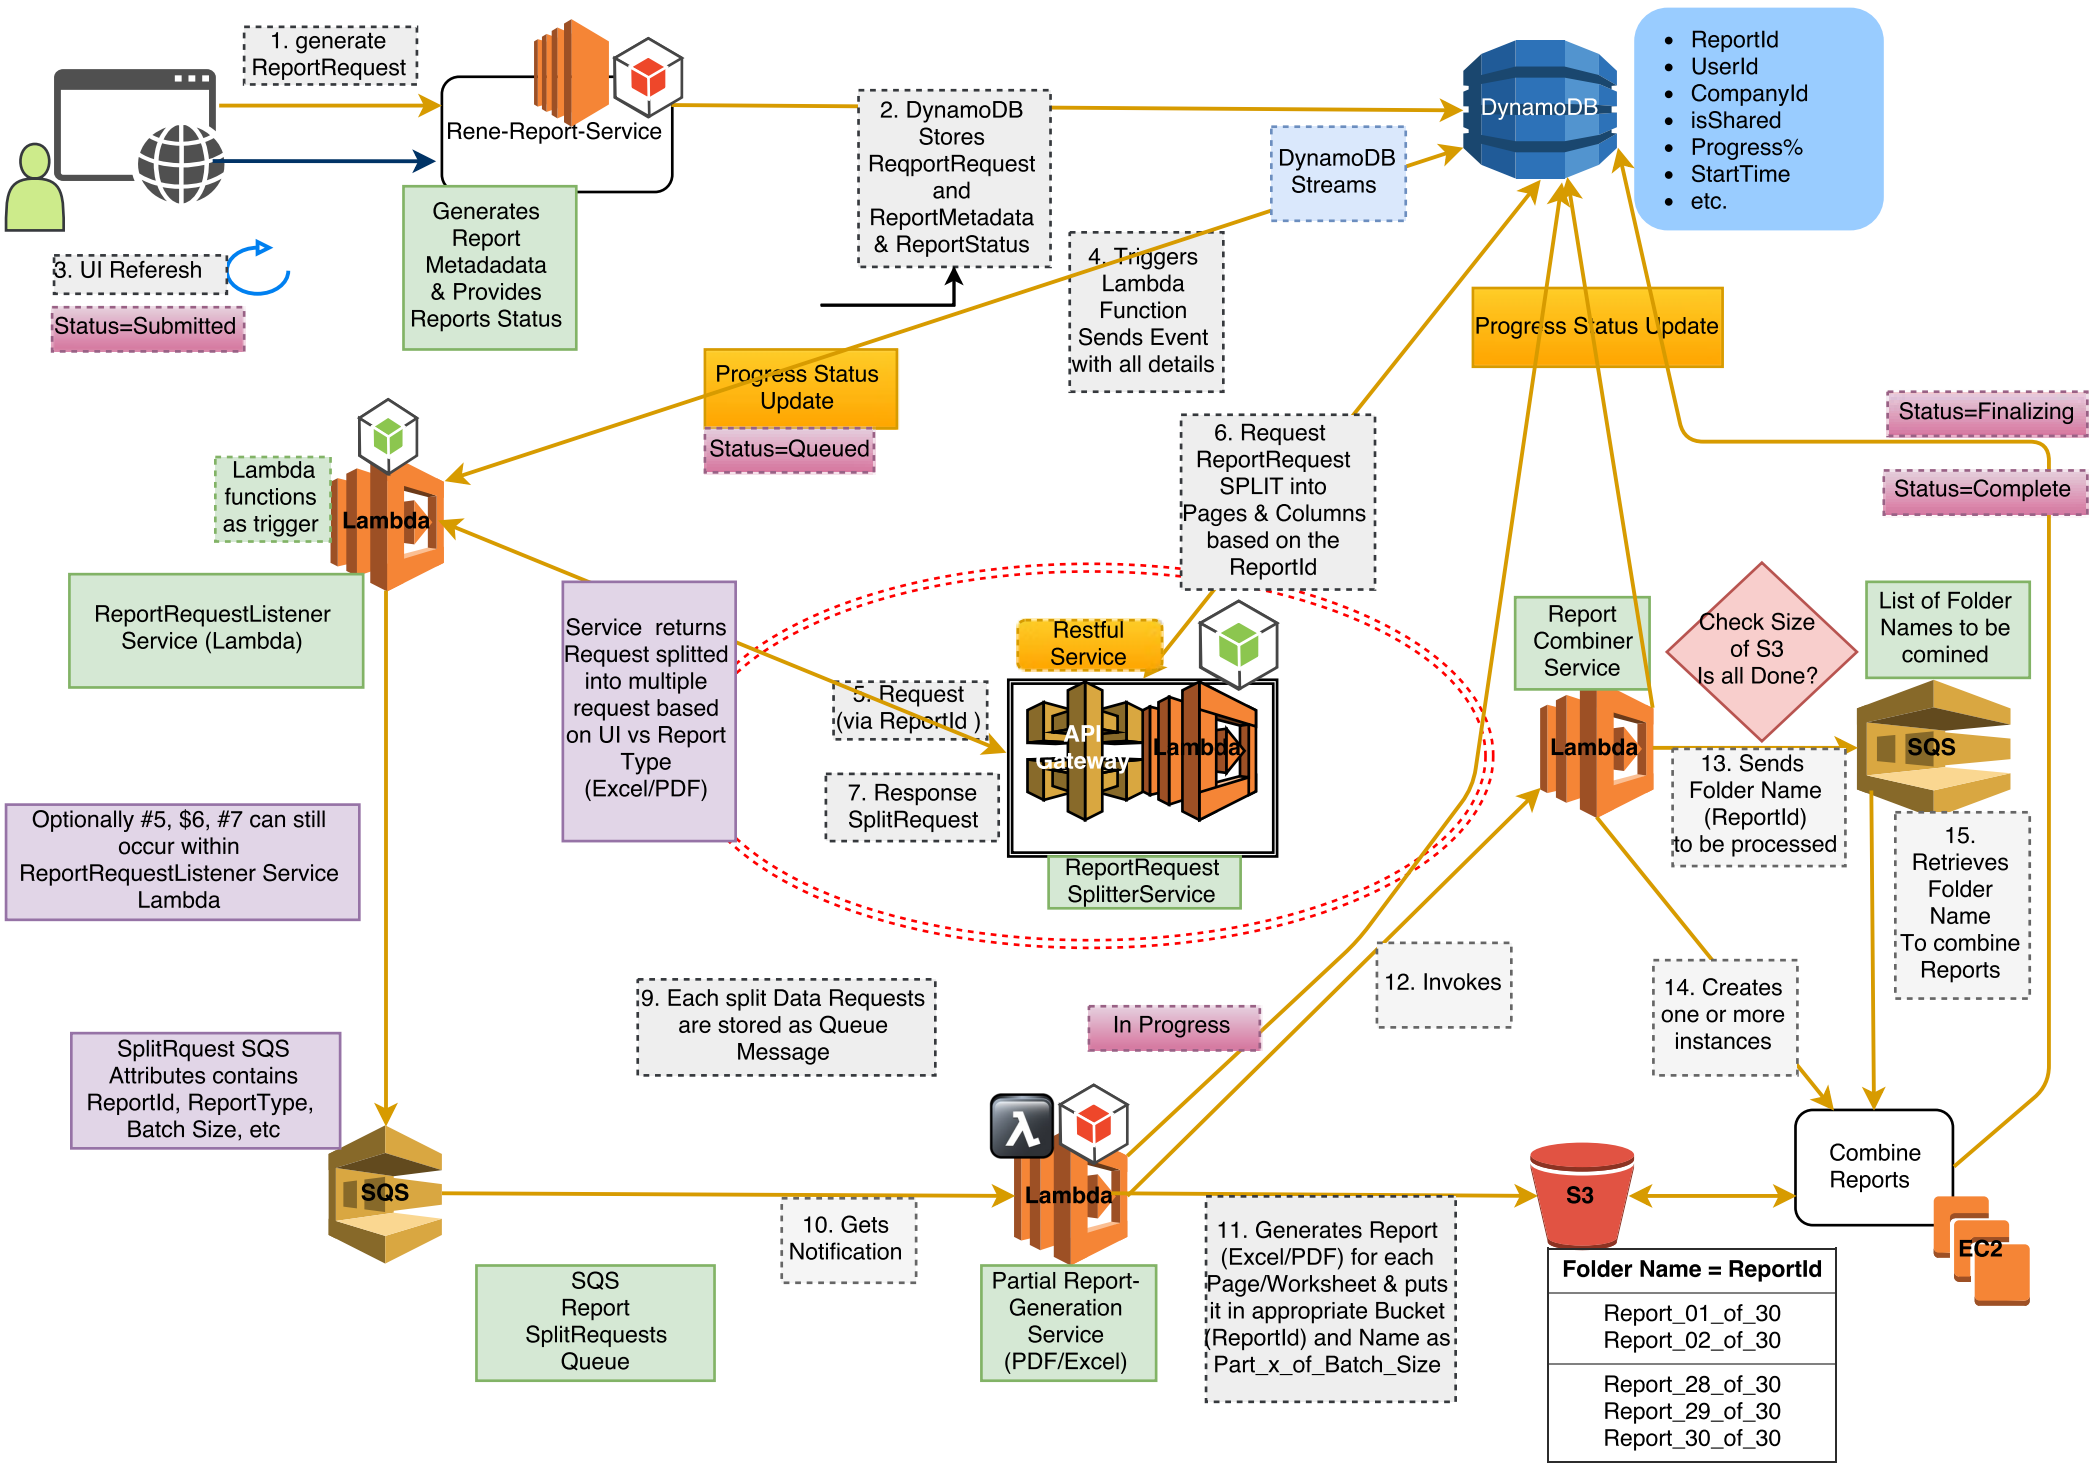 1. generate
ReportRequest
Rene-Report-Service
Generates
Report
Metadadata
& Provides
Reports Status
2. DynamoDB
Stores
ReqportRequest
and
ReportMetadata
& ReportStatus
DynamoDB
Streams
DynamoDB
• ReportId
• UserId
• CompanyId
• isShared
• Progress%
• StartTime
• etc.
3. UI Referesh
Status=Submitted
4. Triggers
Lambda
Function
Sends Event
with all details
Progress Status
Update
Status=Queued
Progress Status Update
Status=Finalizing
Status=Complete
6. Request
ReportRequest
SPLIT into
Pages & Columns
based on the
ReportId
Lambda
functions
as trigger
Lambda
ReportRequestListener
Service (Lambda)
Service returns
Request splitted
into multiple
request based
on UI vs Report
Type
(Excel/PDF)
Restful
Service
5. Request
(via ReportId )
API
Gateway
Lambda
7. Response
SplitRequest
ReportRequest
SplitterService
Report
Combiner
Service
Lambda
Check Size
of S3
Is all Done?
List of Folder
Names to be
comined
SQS
13. Sends
Folder Name
(ReportId)
to be processed
15.
Retrieves
Folder
Name
To combine
Reports
Optionally #5, $6, #7 can still
occur within
ReportRequestListener Service
Lambda
9. Each split Data Requests
are stored as Queue
Message
12. Invokes
In Progress
14. Creates
one or more
instances
SplitRquest SQS
Attributes contains
ReportId, ReportType,
Batch Size, etc
SQS
10. Gets
Notification
SQS
Report
SplitRequests
Queue
λ
Lambda
Partial Report-
Generation
Service
(PDF/Excel)
11. Generates Report
(Excel/PDF) for each
Page/Worksheet & puts
it in appropriate Bucket
(ReportId) and Name as
Part_x_of_Batch_Size
S3
Combine
Reports
EC2
Folder Name = ReportId
Report_01_of_30
Report_02_of_30
Report_28_of_30
Report_29_of_30
Report_30_of_30